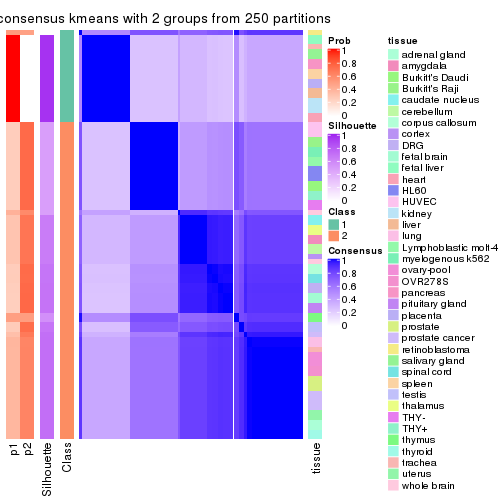 consensus kmeans with 2 groups from 250 partitions
Prob
1
0.8
0.6
0.4
0.2
0
Silhouette
1
0.8
0.6
0.4
0.2
0
Class
1
2
Consensus
1
0.8
0.6
0.4
0.2
0
tissue
adrenal gland
amygdala
Burkitt's Daudi
Burkitt's Raji
caudate nucleus
cerebellum
corpus callosum
cortex
DRG
fetal brain
fetal liver
heart
HL60
HUVEC
kidney
liver
lung
Lymphoblastic molt-4
myelogenous k562
ovary-pool
OVR278S
pancreas
pituitary gland
placenta
prostate
prostate cancer
retinoblastoma
salivary gland
spinal cord
spleen
testis
thalamus
THY-
THY+
thymus
thyroid
trachea
uterus
whole brain
p1
p2
Silhouette
Class
tissue